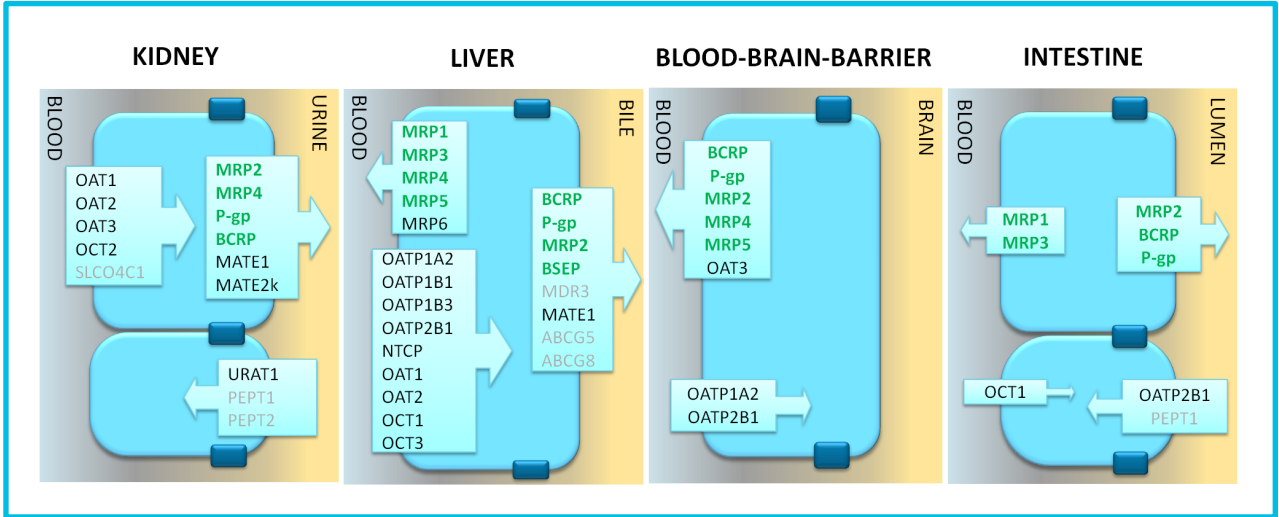 KIDNEY
BLOOD
URINE
OAT1
OAT2
OAT3
OCT2
SLCO4C1
MRP2
MRP4
P-gp
BCRP
MATE1
MATE2k
URAT1
PEPT1
PEPT2
LIVER
BLOOD
BILE
MRP1
MRP3
MRP4
MRP5
MRP6
OATP1A2
OATP1B1
OATP1B3
OATP2B1
NTCP
OAT1
OAT2
OCT1
OCT3
BCRP
P-gp
MRP2
BSEP
MDR3
MATE1
ABCG5
ABCG8
BLOOD-BRAIN-BARRIER
BLOOD
BRAIN
BCRP
P-gp
MRP2
MRP4
MRP5
OAT3
OATP1A2
OATP2B1
INTESTINE
BLOOD
LUMEN
MRP1
MRP3
MRP2
BCRP
P-gp
OCT1
OATP2B1
PEPT1